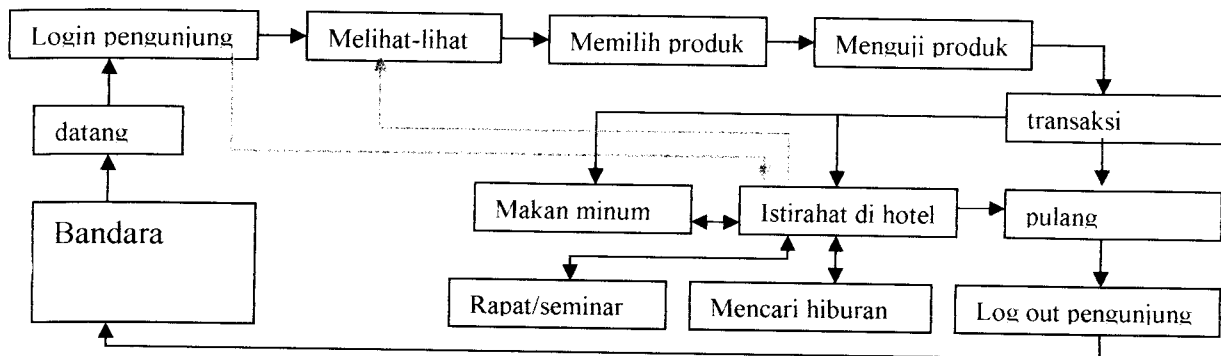 Login pengunjung
Melihat-lihat
Memilih produk
Menguji produk
datang
transaksi
Makan minum
Istirahat di hotel
pulang
Bandara
Rapat/seminar
Mencari hiburan
Log out pengunjung